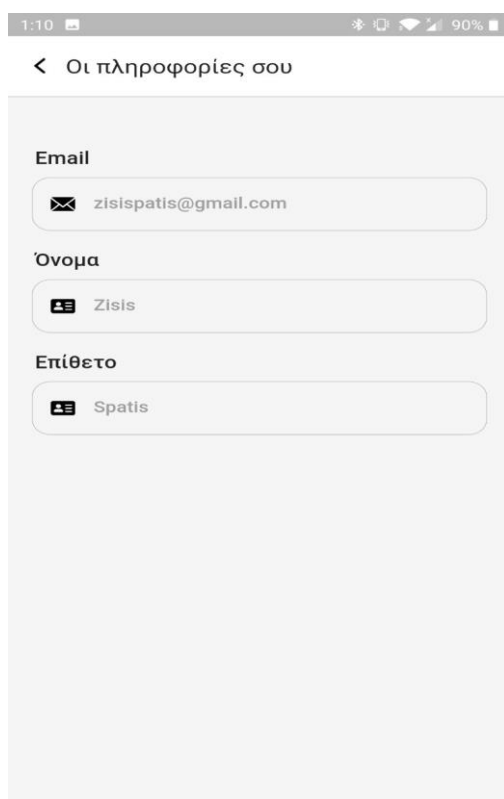 1:10 90%
Οι πληροφορίες σου
Email
zisispatis@gmail.com
Όνομα
Zisis
Επίθετο
Spatis